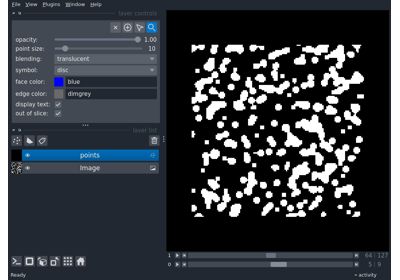 File View Plugins Window Help
layer controls
opacity: 1.00
point size: 10
blending: translucent
symbol: disc
face color: blue
edge color: dimgrey
display text:
out of slice:
layer list
points
Image
1 64 127
0 5 9
Ready activity